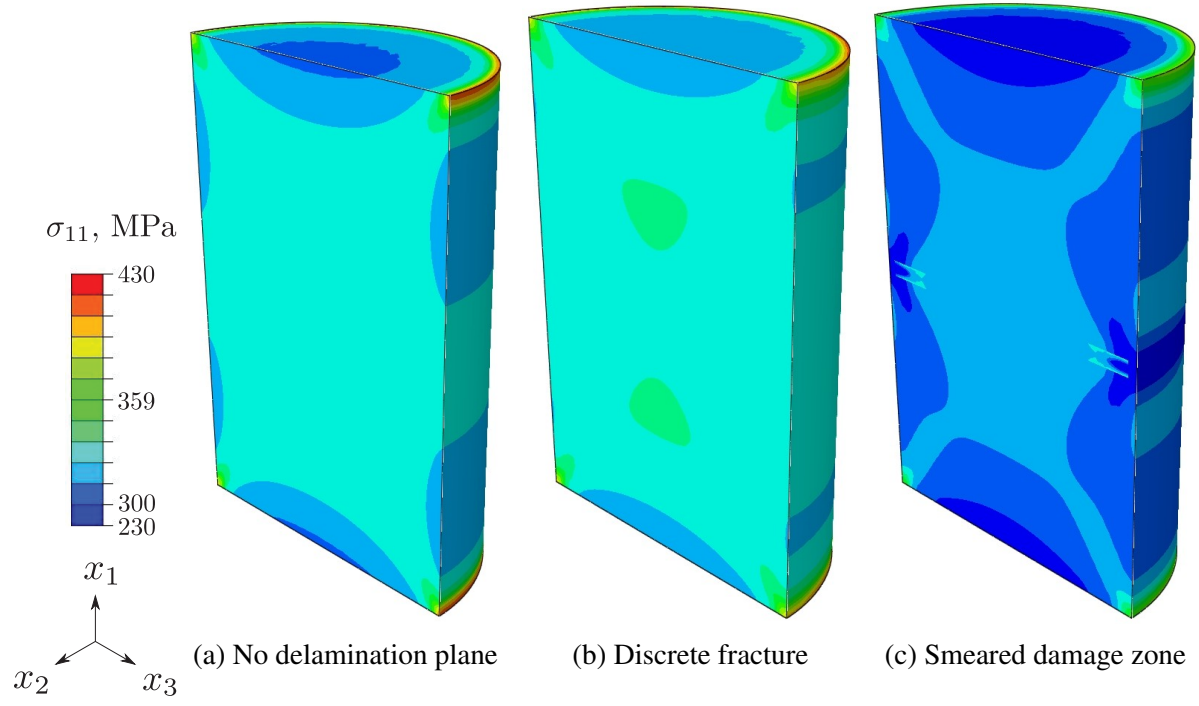 σ₁₁, MPa
430
359
300
230
x₁
x₂
x₃
(a) No delamination plane
(b) Discrete fracture
(c) Smeared damage zone